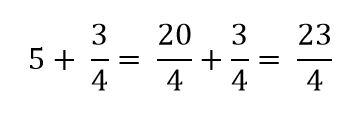 5 + 3/4 = 20/4 + 3/4 = 23/4